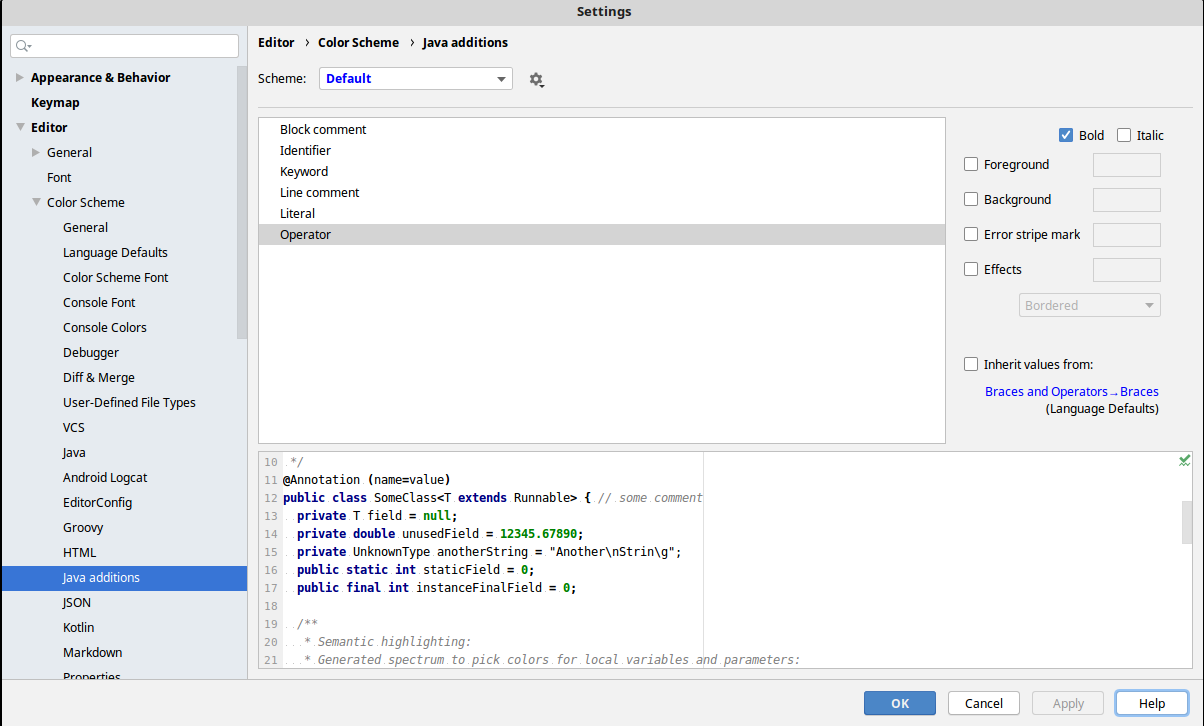 Settings
Appearance & Behavior
Keymap
Editor
General
Font
Color Scheme
General
Language Defaults
Color Scheme Font
Console Font
Console Colors
Debugger
Diff & Merge
User-Defined File Types
VCS
Java
Android Logcat
EditorConfig
Groovy
HTML
Java additions
JSON
Kotlin
Markdown
Properties
Editor › Color Scheme › Java additions
Scheme: Default
Block comment
Identifier
Keyword
Line comment
Literal
Operator
Bold Italic
Foreground
Background
Error stripe mark
Effects
Bordered
Inherit values from:
Braces and Operators→Braces
(Language Defaults)
10 */
11 @Annotation (name=value)
12 public class SomeClass<T extends Runnable> { // some comment
13 private T field = null;
14 private double unusedField = 12345.67890;
15 private UnknownType anotherString = "Another\nStrin\g";
16 public static int staticField = 0;
17 public final int instanceFinalField = 0;
18
19 /**
20 * Semantic highlighting:
21 * Generated spectrum to pick colors for local variables and parameters:
OK Cancel Apply Help